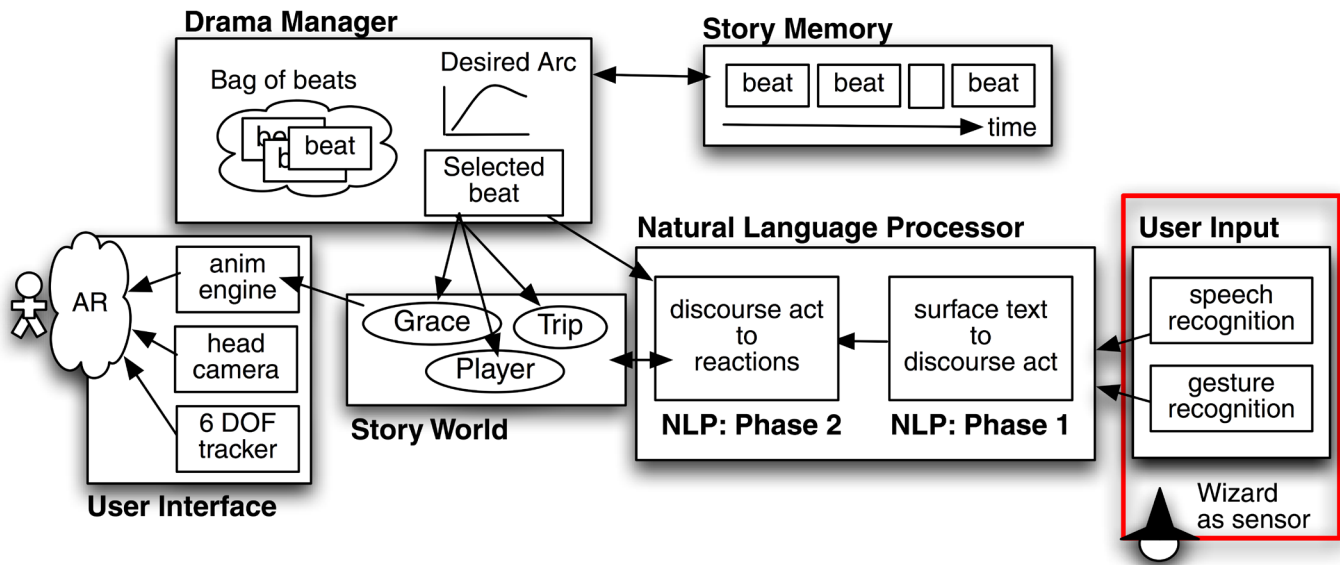 Drama Manager
Bag of beats
be
b
beat
Desired Arc
Selected
beat
Story Memory
beat
beat
beat
time
AR
anim
engine
head
camera
6 DOF
tracker
User Interface
Grace
Trip
Player
Story World
Natural Language Processor
discourse act
to
reactions
NLP: Phase 2
surface text
to
discourse act
NLP: Phase 1
User Input
speech
recognition
gesture
recognition
Wizard
as sensor